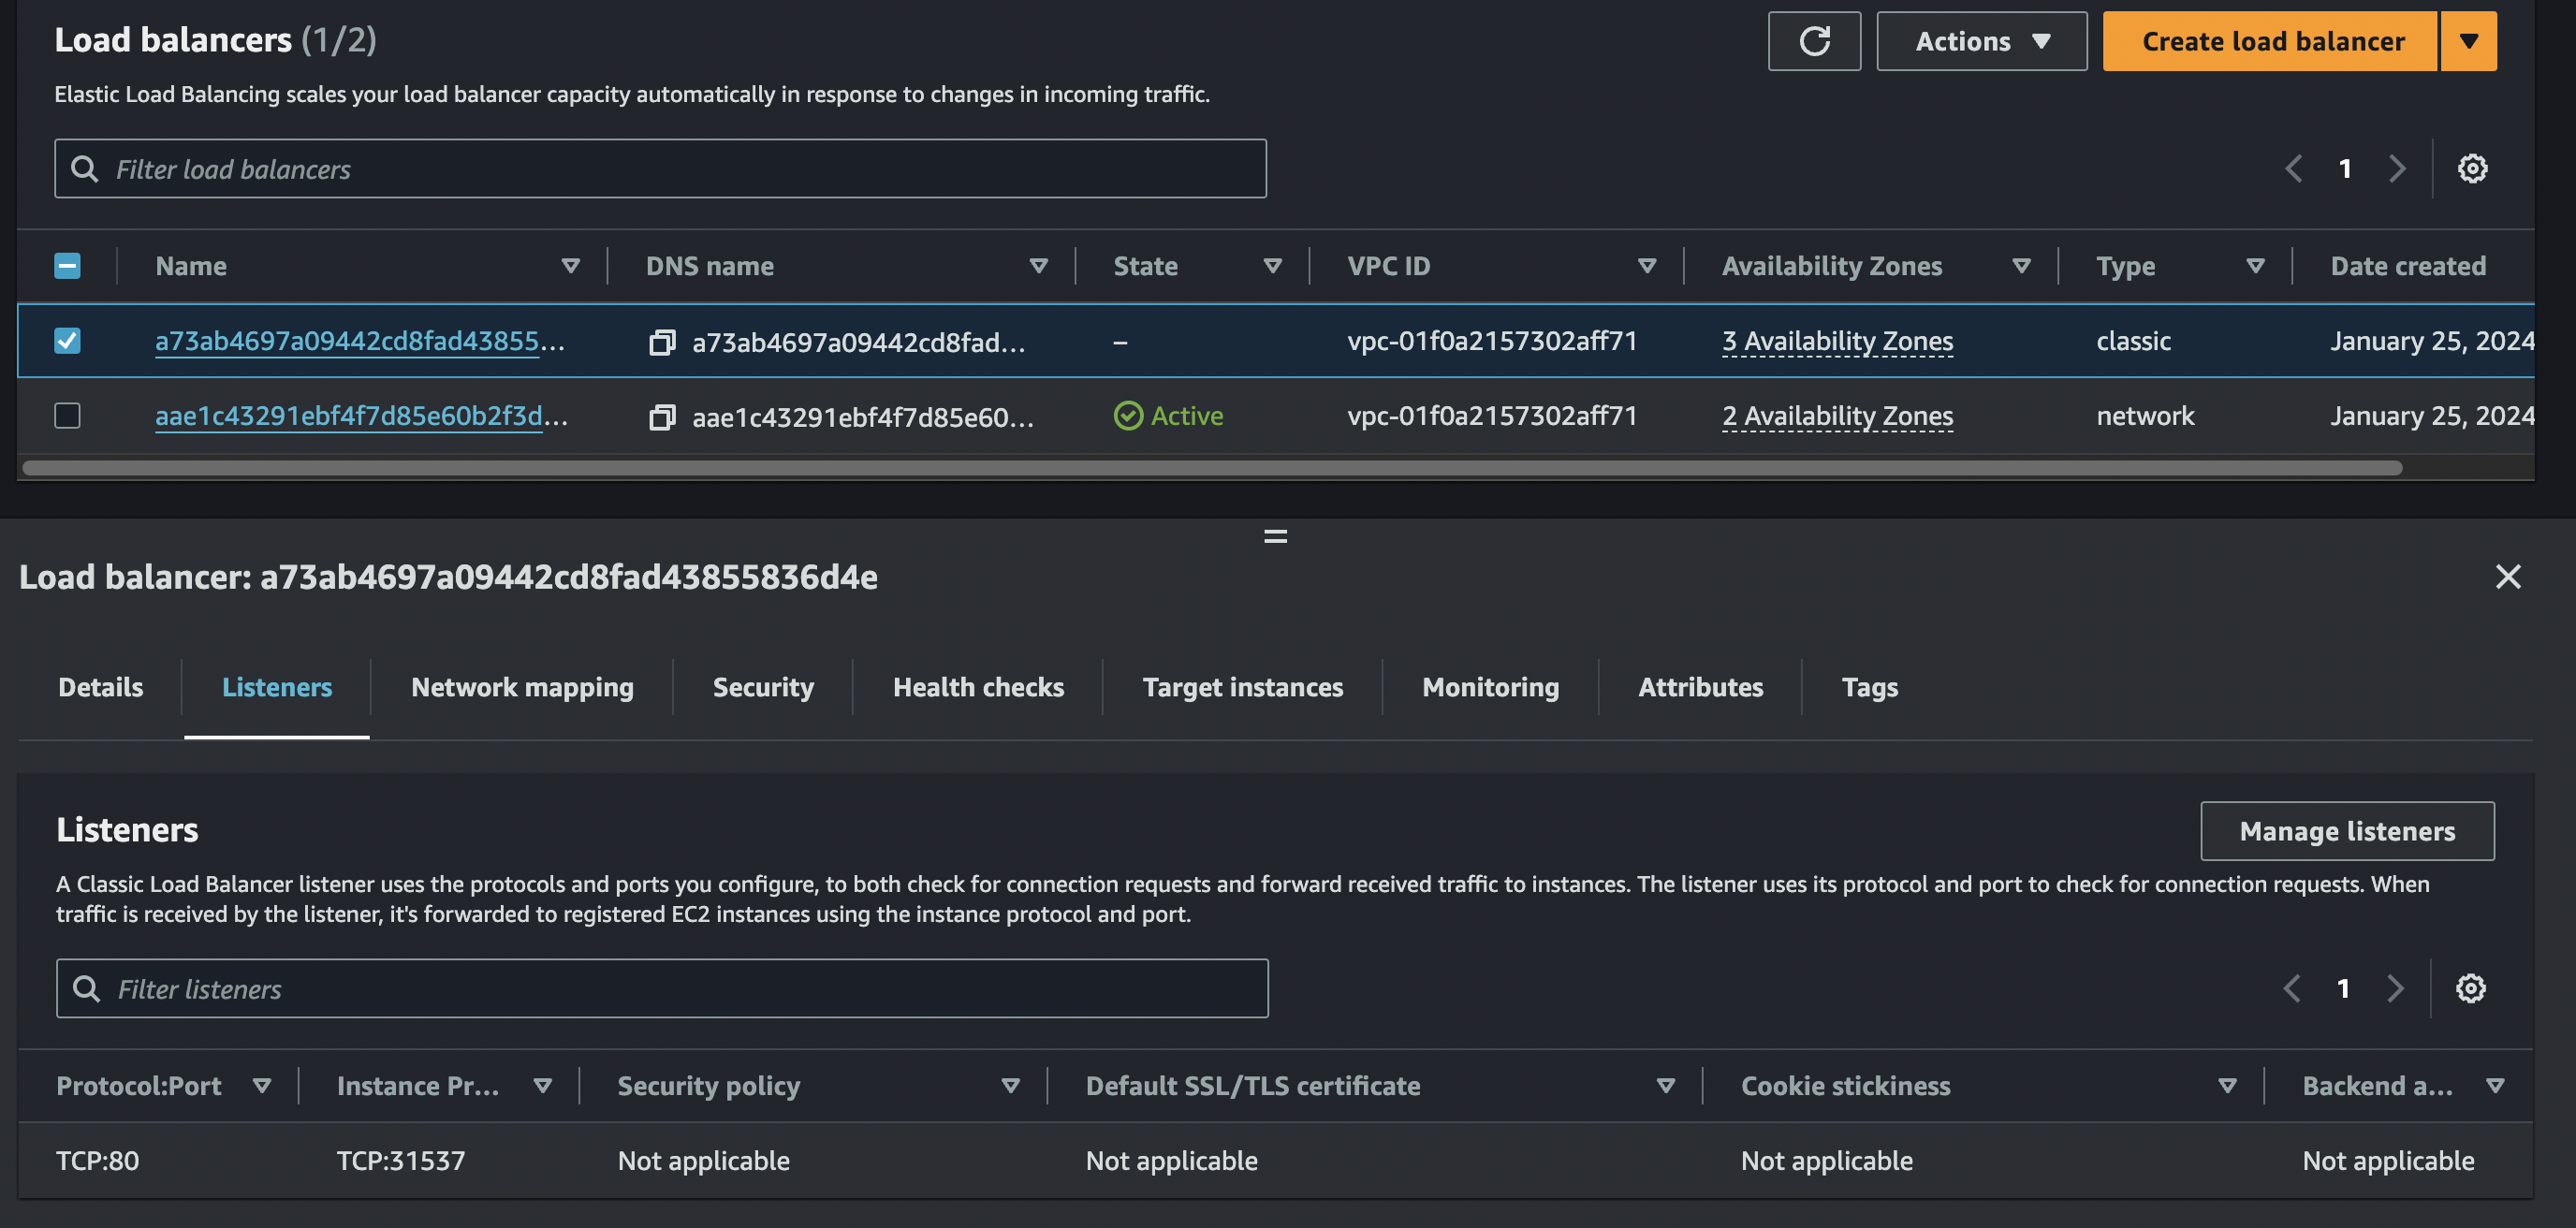 Load balancers (1/2)
Actions
Create load balancer
Elastic Load Balancing scales your load balancer capacity automatically in response to changes in incoming traffic.
Filter load balancers
1
Name DNS name State VPC ID Availability Zones Type Date created
a73ab4697a09442cd8fad43855... a73ab4697a09442cd8fad... – vpc-01f0a2157302aff71 3 Availability Zones classic January 25, 2024
aae1c43291ebf4f7d85e60b2f3d... aae1c43291ebf4f7d85e60... Active vpc-01f0a2157302aff71 2 Availability Zones network January 25, 2024
Load balancer: a73ab4697a09442cd8fad43855836d4e
Details Listeners Network mapping Security Health checks Target instances Monitoring Attributes Tags
Listeners
Manage listeners
A Classic Load Balancer listener uses the protocols and ports you configure, to both check for connection requests and forward received traffic to instances. The listener uses its protocol and port to check for connection requests. When
traffic is received by the listener, it's forwarded to registered EC2 instances using the instance protocol and port.
Filter listeners
1
Protocol:Port Instance Pr... Security policy Default SSL/TLS certificate Cookie stickiness Backend a...
TCP:80 TCP:31537 Not applicable Not applicable Not applicable Not applicable